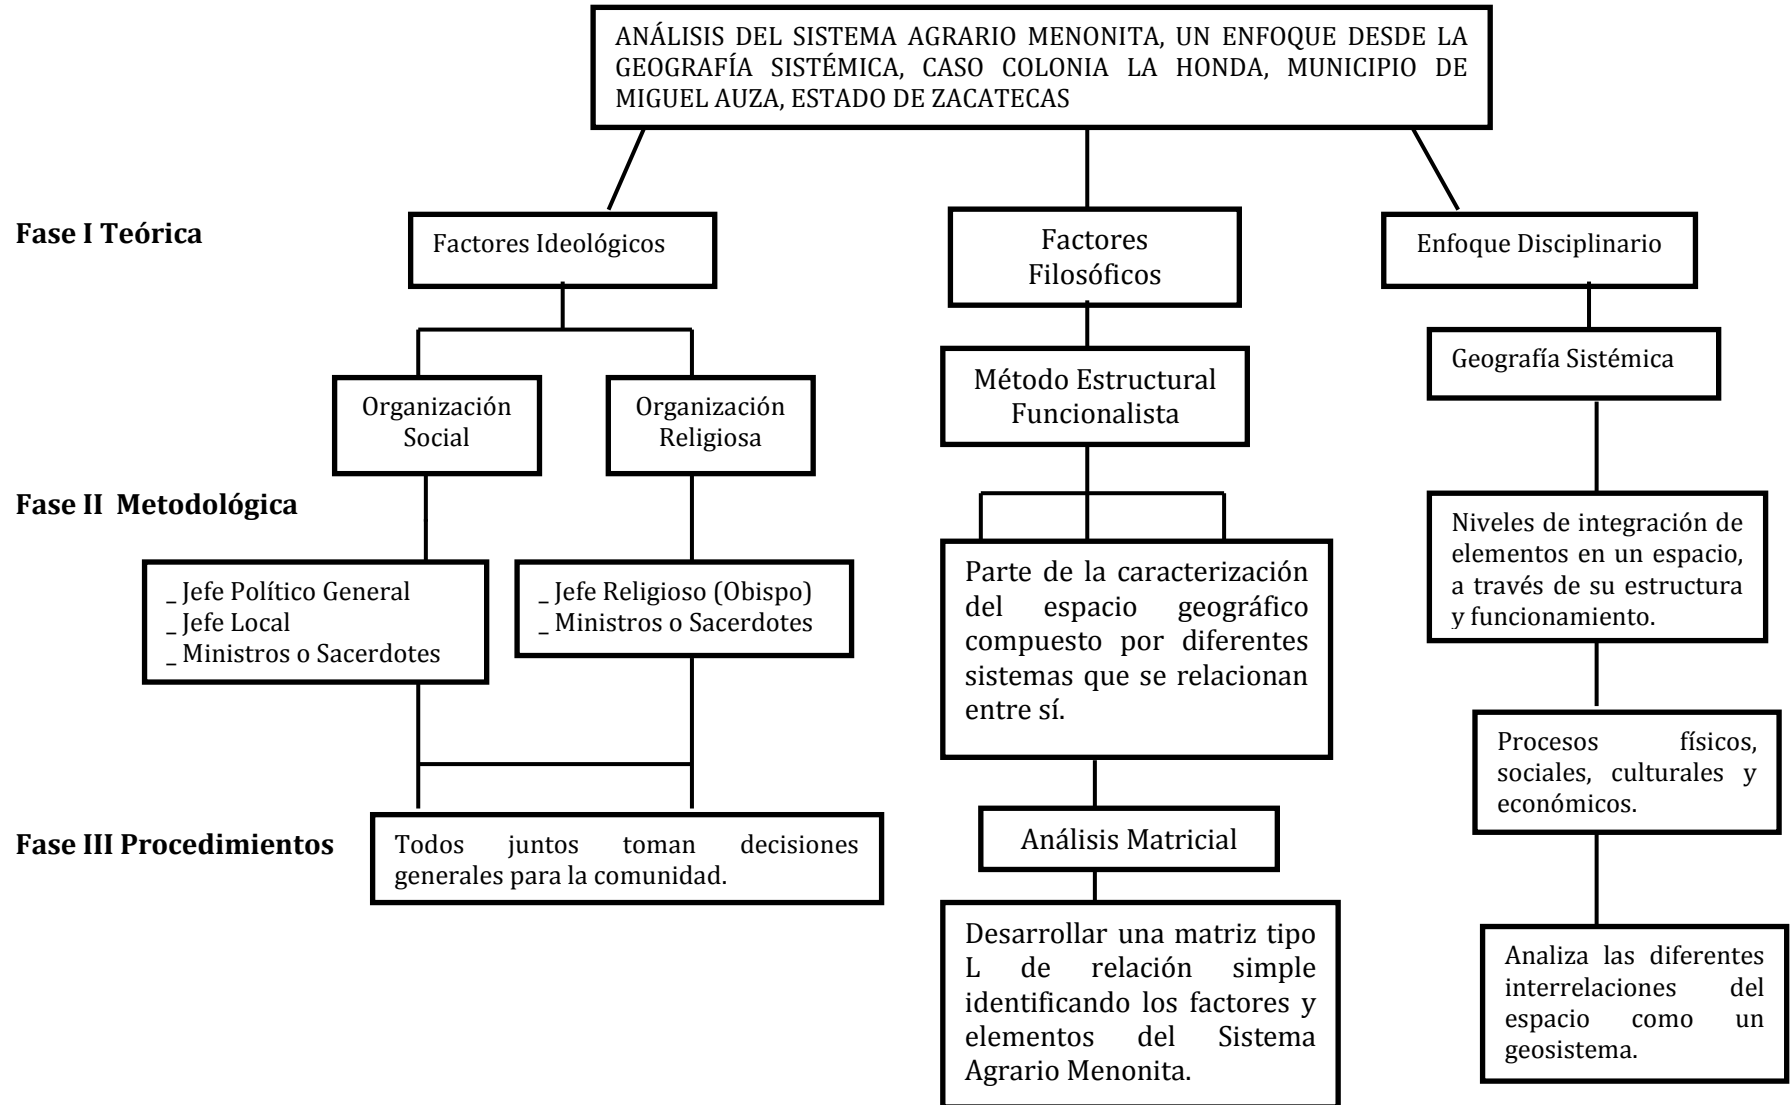 ANÁLISIS DEL SISTEMA AGRARIO MENONITA, UN ENFOQUE DESDE LA
GEOGRAFÍA SISTÉMICA, CASO COLONIA LA HONDA, MUNICIPIO DE
MIGUEL AUZA, ESTADO DE ZACATECAS
Fase I Teórica
Factores Ideológicos
Factores
Filosóficos
Enfoque Disciplinario
Geografía Sistémica
Organización
Social
Organización
Religiosa
Método Estructural
Funcionalista
Fase II  Metodológica
_ Jefe Político General
_ Jefe Local
_ Ministros o Sacerdotes
_ Jefe Religioso (Obispo)
_ Ministros o Sacerdotes
Parte de la caracterización
del espacio geográfico
compuesto por diferentes
sistemas que se relacionan
entre sí.
Niveles de integración de
elementos en un espacio,
a través de su estructura
y funcionamiento.
Procesos físicos,
sociales, culturales y
económicos.
Fase III Procedimientos
Todos juntos toman decisiones
generales para la comunidad.
Análisis Matricial
Desarrollar una matriz tipo
L de relación simple
identificando los factores y
elementos del Sistema
Agrario Menonita.
Analiza las diferentes
interrelaciones del
espacio como un
geosistema.